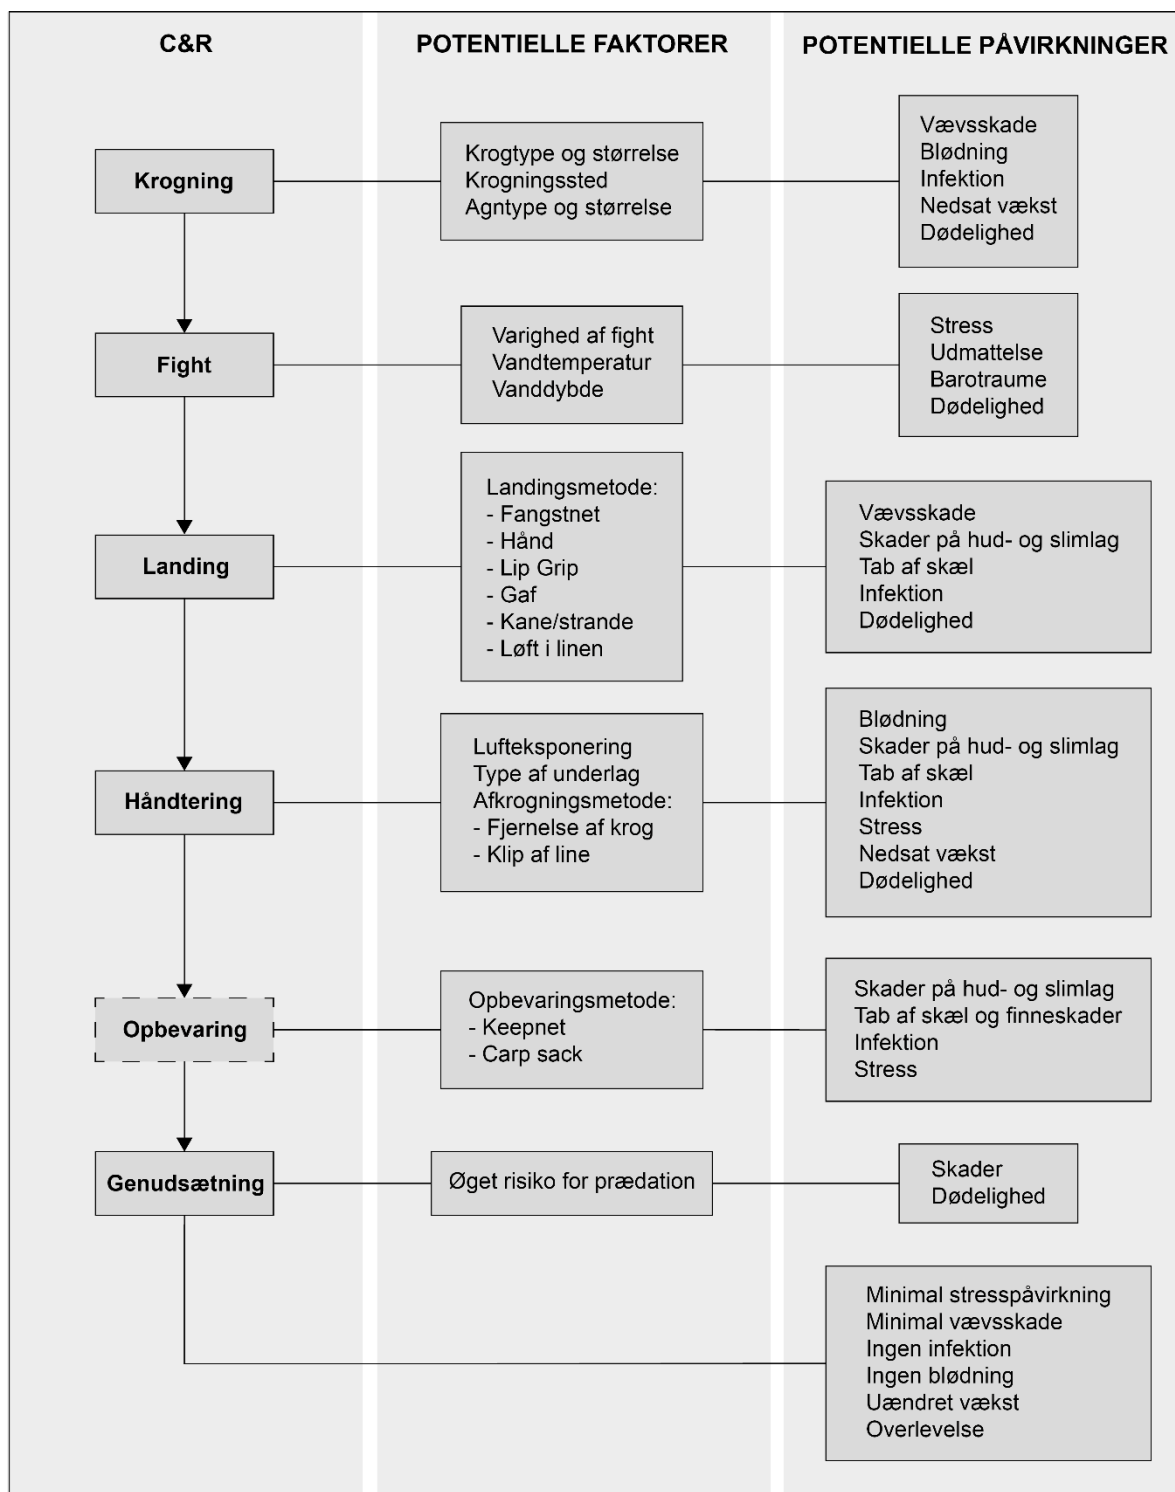 C&R
POTENTIELLE FAKTORER
POTENTIELLE PÅVIRKNINGER
Krogning
Krogtype og størrelse
Krogningssted
Agntype og størrelse
Vævsskade
Blødning
Infektion
Nedsat vækst
Dødelighed
Fight
Varighed af fight
Vandtemperatur
Vanddybde
Stress
Udmattelse
Barotraume
Dødelighed
Landing
Landingsmetode:
- Fangstnet
- Hånd
- Lip Grip
- Gaf
- Kane/strande
- Løft i linen
Vævsskade
Skader på hud- og slimlag
Tab af skæl
Infektion
Dødelighed
Håndtering
Lufteksponering
Type af underlag
Afkrogningsmetode:
- Fjernelse af krog
- Klip af line
Blødning
Skader på hud- og slimlag
Tab af skæl
Infektion
Stress
Nedsat vækst
Dødelighed
Opbevaring
Opbevaringsmetode:
- Keepnet
- Carp sack
Skader på hud- og slimlag
Tab af skæl og finneskader
Infektion
Stress
Genudsætning
Øget risiko for prædation
Skader
Dødelighed
Minimal stresspåvirkning
Minimal vævsskade
Ingen infektion
Ingen blødning
Uændret vækst
Overlevelse